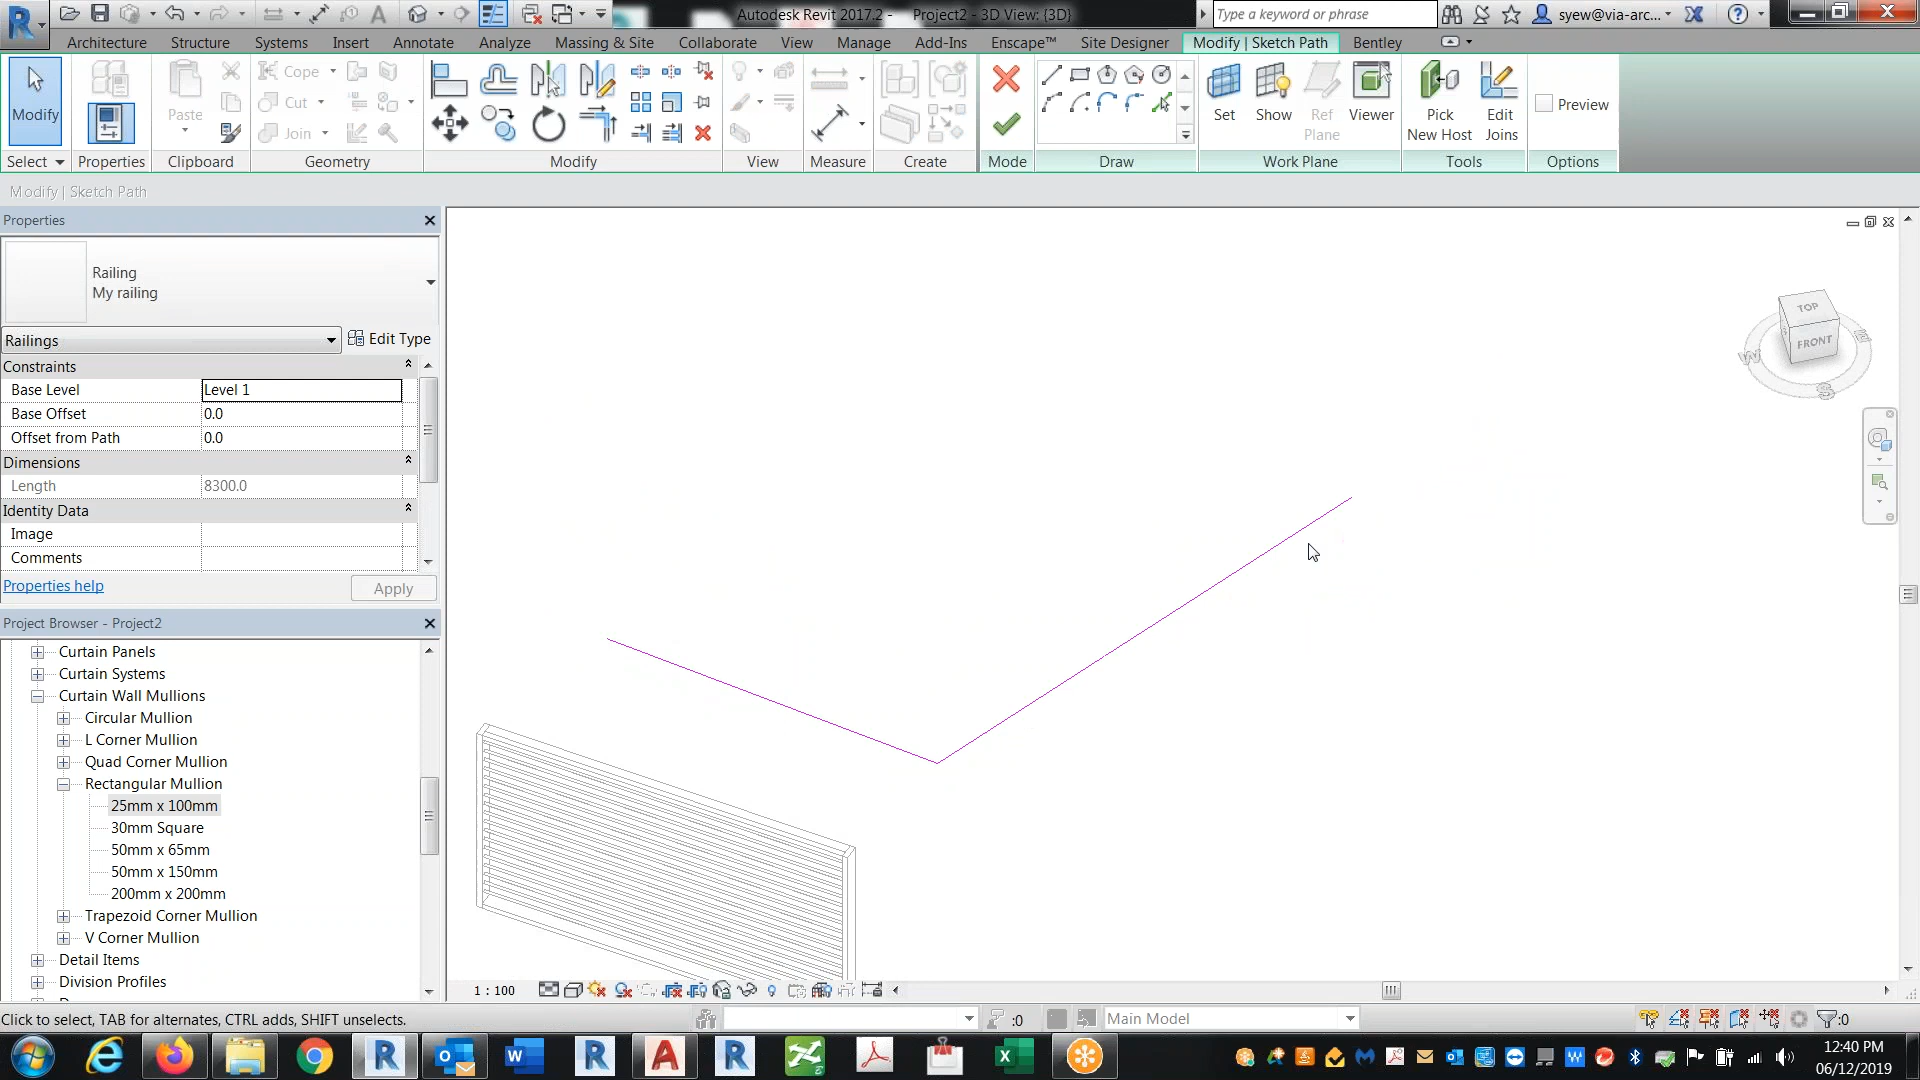 Autodesk Revit 2017.2 - Project2 - 3D View: {3D}
Type a keyword or phrase
syew@via-arc...
Architecture Structure Systems Insert Annotate Analyze Massing & Site Collaborate View Manage Add-Ins Enscape™ Site Designer Modify | Sketch Path Bentley
Modify
Paste
Cope
Cut
Join
Set
Show
Ref
Plane
Viewer
Pick
New Host
Edit
Joins
Preview
Select Properties Clipboard Geometry Modify View Measure Create Mode Draw Work Plane Tools Options
Modify | Sketch Path
Properties
Railing
My railing
Railings
Edit Type
Constraints
Base Level Level 1
Base Offset 0.0
Offset from Path 0.0
Dimensions
Length 8300.0
Identity Data
Image
Comments
Properties help
Apply
Project Browser - Project2
Curtain Panels
Curtain Systems
Curtain Wall Mullions
Circular Mullion
L Corner Mullion
Quad Corner Mullion
Rectangular Mullion
25mm x 100mm
30mm Square
50mm x 65mm
50mm x 150mm
200mm x 200mm
Trapezoid Corner Mullion
V Corner Mullion
Detail Items
Division Profiles
TOP
FRONT
W
E
S
1 : 100
Click to select, TAB for alternates, CTRL adds, SHIFT unselects.
:0
Main Model
:0
12:40 PM
06/12/2019